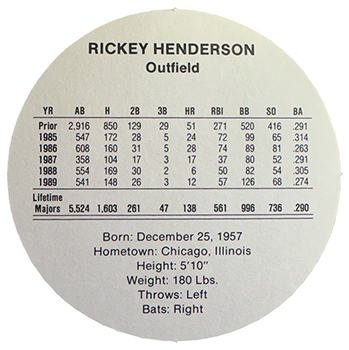 RICKEY HENDERSON
Outfield
YR AB H 2B 3B HR RBI BB SO BA
Prior 2,916 850 129 29 51 271 520 416 .291
1985 547 172 28 5 24 72 99 65 .314
1986 608 160 31 5 28 74 89 81 .263
1987 358 104 17 3 17 37 80 52 .291
1988 554 169 30 2 6 50 82 54 .305
1989 541 148 26 3 12 57 126 68 .274
Lifetime
Majors 5,524 1,603 261 47 138 561 996 736 .290
Born: December 25, 1957
Hometown: Chicago, Illinois
Height: 5'10"
Weight: 180 Lbs.
Throws: Left
Bats: Right